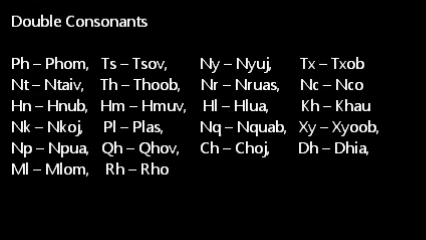 Double Consonants
Ph – Phom, Ts – Tsov, Ny – Nyuj, Tx – Txob
Nt – Ntaiv, Th – Thoob, Nr – Nruas, Nc – Nco
Hn – Hnub, Hm – Hmuv, Hl – Hlua, Kh – Khau
Nk – Nkoj, Pl – Plas, Nq – Nquab, Xy – Xyoob,
Np – Npua, Qh – Qhov, Ch – Choj, Dh – Dhia,
Ml – Mlom, Rh – Rho